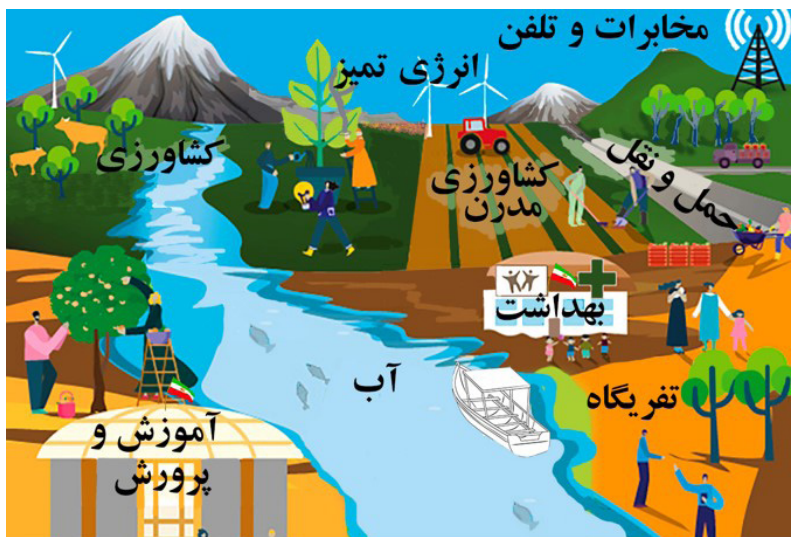 مخابرات و تلفن
انرژی تمیز
کشاورزی
کشاورزی
مدرن
حمل و نقل
بهداشت
آب
تفریگاه
آموزش و
پرورش